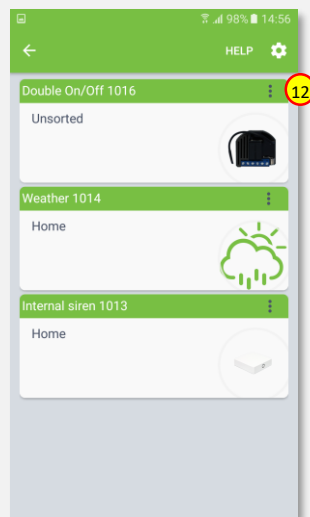 98% 14:56
HELP
Double On/Off 1016
12
Unsorted
Weather 1014
Home
Internal siren 1013
Home